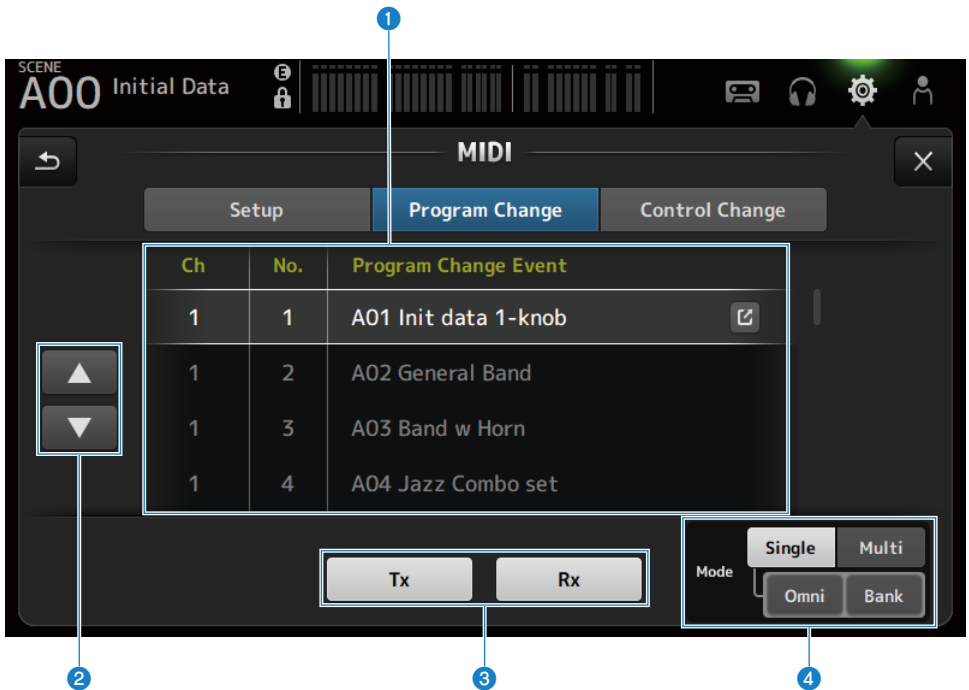 1
SCENE
A00 Initial Data
E
MIDI
Setup Program Change Control Change
Ch No. Program Change Event
1 1 A01 Init data 1-knob
1 2 A02 General Band
1 3 A03 Band w Horn
1 4 A04 Jazz Combo set
Tx Rx
Mode Single Multi
Omni Bank
2 3 4